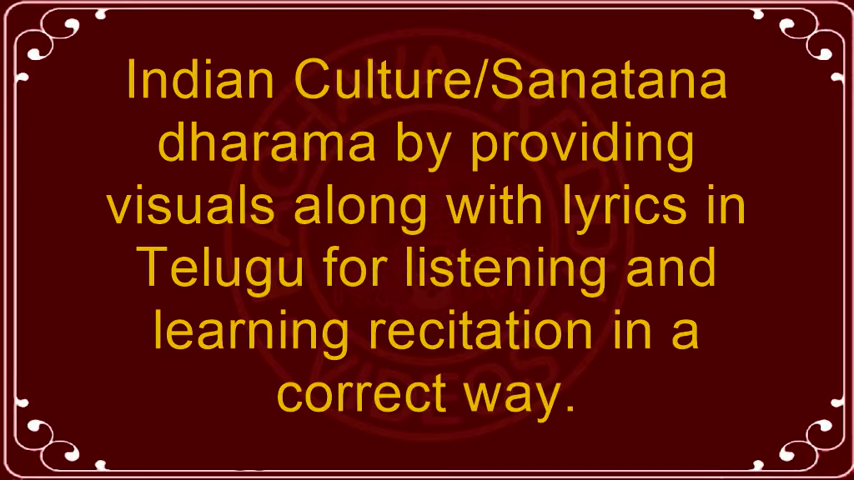 Indian Culture/Sanatana
dharama by providing
visuals along with lyrics in
Telugu for listening and
learning recitation in a
correct way.
VIDEOS